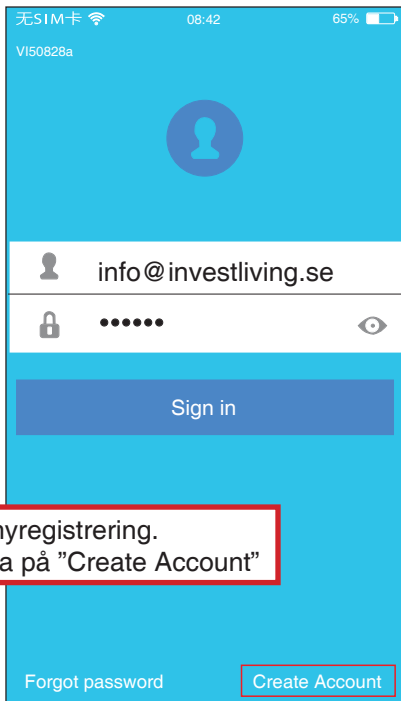 无SIM卡 08:42 65%
VI50828a
info@investliving.se
••••••
Sign in
nyregistrering.
a på ”Create Account”
Forgot password Create Account